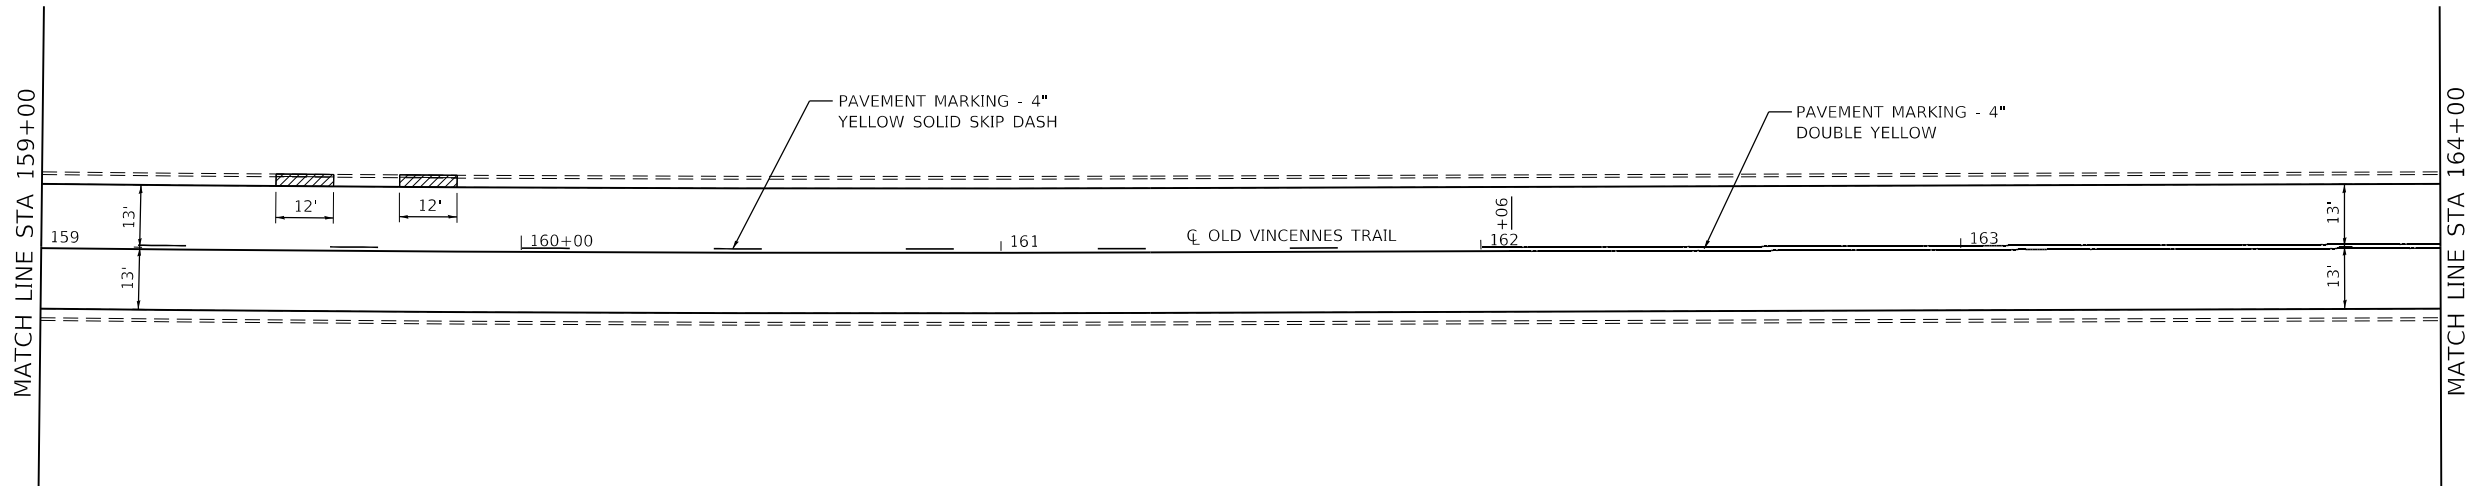 MATCH LINE STA 159+00
PAVEMENT MARKING - 4"
YELLOW SOLID SKIP DASH
PAVEMENT MARKING - 4"
DOUBLE YELLOW
13'
12'
12'
159
160+00
161
℄ OLD VINCENNES TRAIL
+06
162
163
13'
13'
13'
MATCH LINE STA 164+00